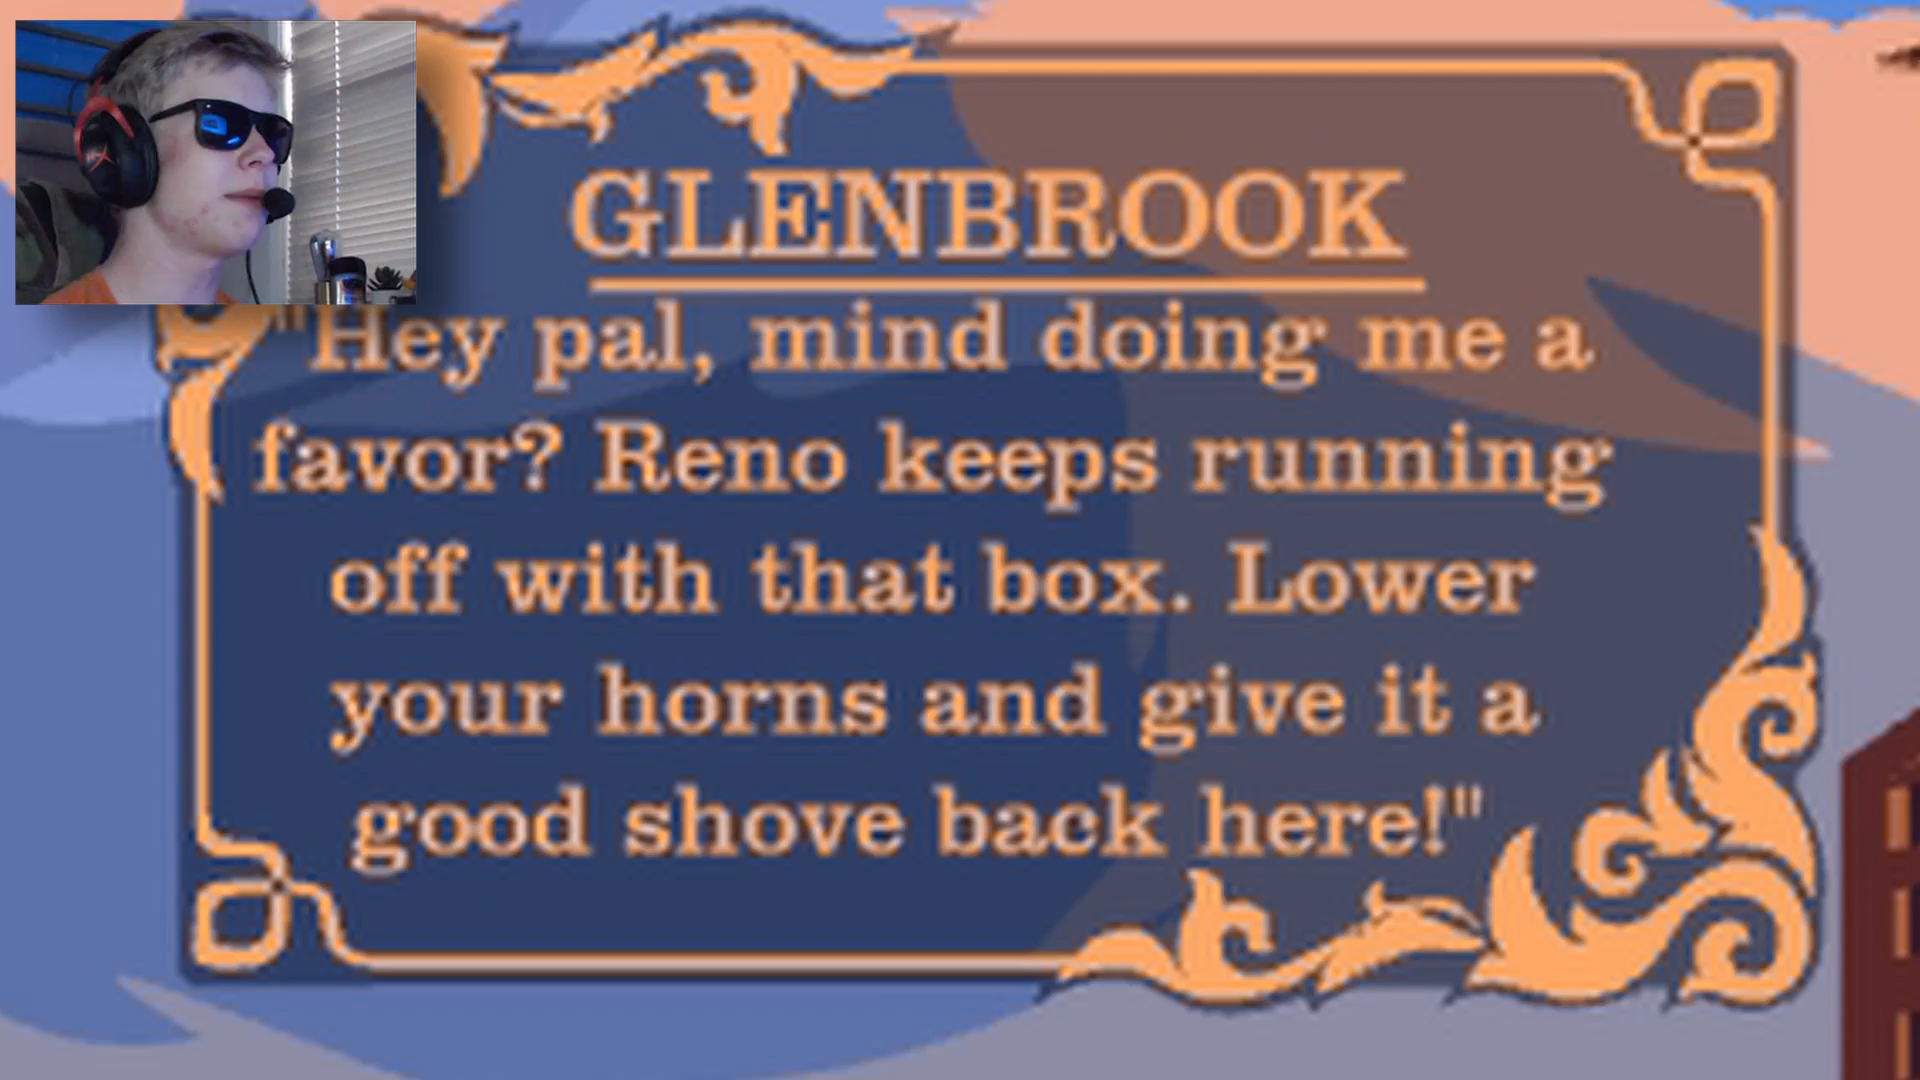 GLENBROOK
"Hey pal, mind doing me a
favor? Reno keeps running
off with that box. Lower
your horns and give it a
good shove back here!"